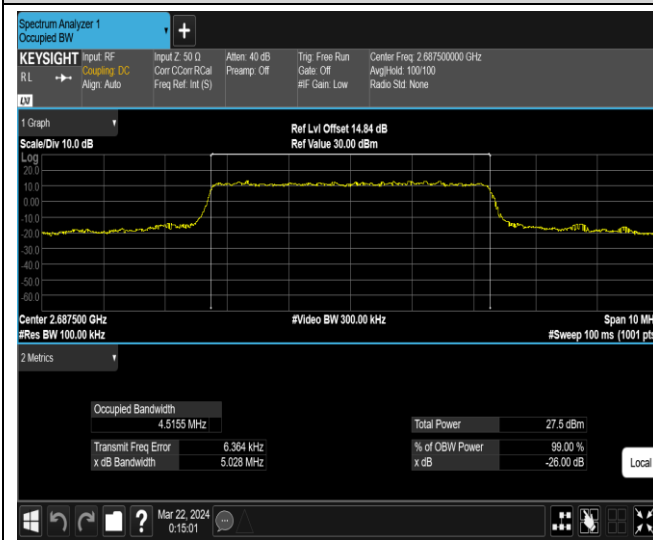 Spectrum Analyzer 1
Occupied BW
+
KEYSIGHT Input: RF Input Z: 50 Ω Atten: 40 dB Trig: Free Run Center Freq: 2.687500000 GHz
RL Coupling: DC Corr CCorr RCal Preamp: Off Gate: Off Avg|Hold: 100/100
Align: Auto Freq Ref: Int (S) #IF Gain: Low Radio Std: None
LXI
1 Graph
Ref Lvl Offset 14.84 dB
Scale/Div 10.0 dB Ref Value 30.00 dBm
Log
20.0
10.0
0.00
-10.0
-20.0
-30.0
-40.0
-50.0
-60.0
Center 2.687500 GHz #Video BW 300.00 kHz Span 10 MH
#Res BW 100.00 kHz #Sweep 100 ms (1001 pts
2 Metrics
Occupied Bandwidth
4.5155 MHz Total Power 27.5 dBm
Transmit Freq Error 6.364 kHz % of OBW Power 99.00 %
x dB Bandwidth 5.028 MHz x dB -26.00 dB
Local
? Mar 22, 2024
0:15:01